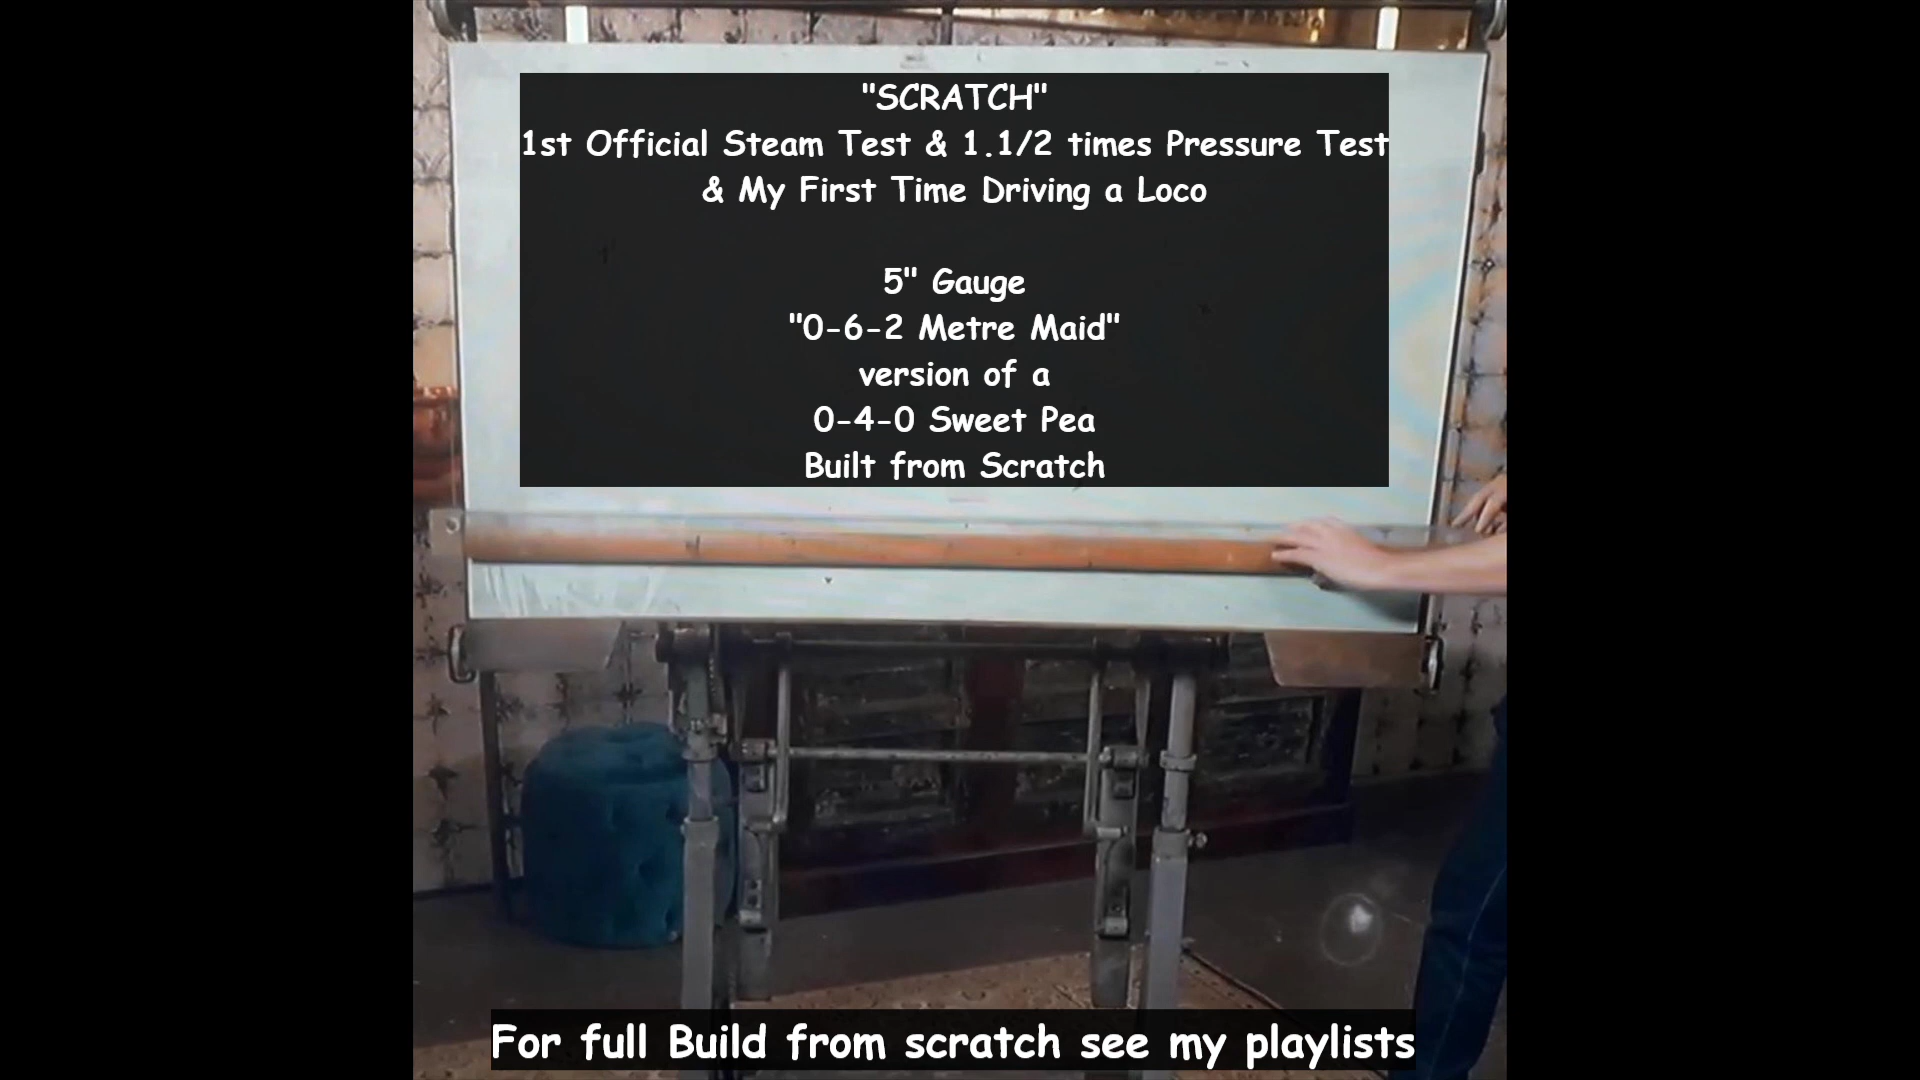 "SCRATCH"
1st Official Steam Test & 1.1/2 times Pressure Test
& My First Time Driving a Loco
5" Gauge
"0-6-2 Metre Maid"
version of a
0-4-0 Sweet Pea
Built from Scratch
For full Build from scratch see my playlists